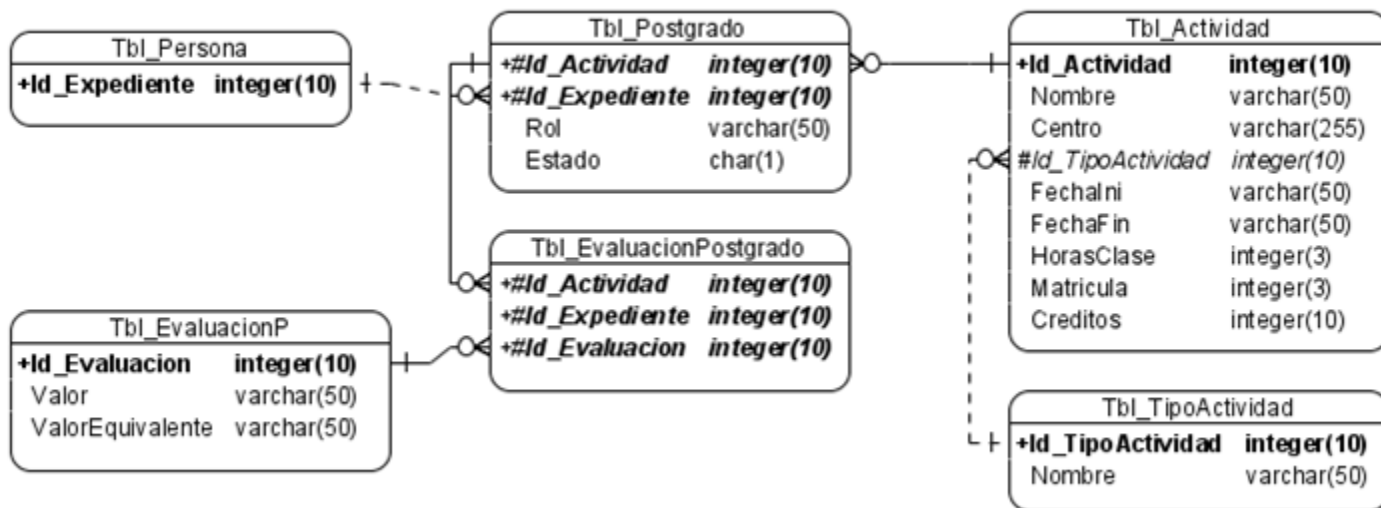 Tbl_Persona
+Id_Expediente integer(10)
Tbl_Postgrado
+#Id_Actividad integer(10)
+#Id_Expediente integer(10)
Rol varchar(50)
Estado char(1)
Tbl_Actividad
+Id_Actividad integer(10)
Nombre varchar(50)
Centro varchar(255)
#Id_TipoActividad integer(10)
FechaIni varchar(50)
FechaFin varchar(50)
HorasClase integer(3)
Matricula integer(3)
Creditos integer(10)
Tbl_EvaluacionPostgrado
+#Id_Actividad integer(10)
+#Id_Expediente integer(10)
+#Id_Evaluacion integer(10)
Tbl_EvaluacionP
+Id_Evaluacion integer(10)
Valor varchar(50)
ValorEquivalente varchar(50)
Tbl_TipoActividad
+Id_TipoActividad integer(10)
Nombre varchar(50)